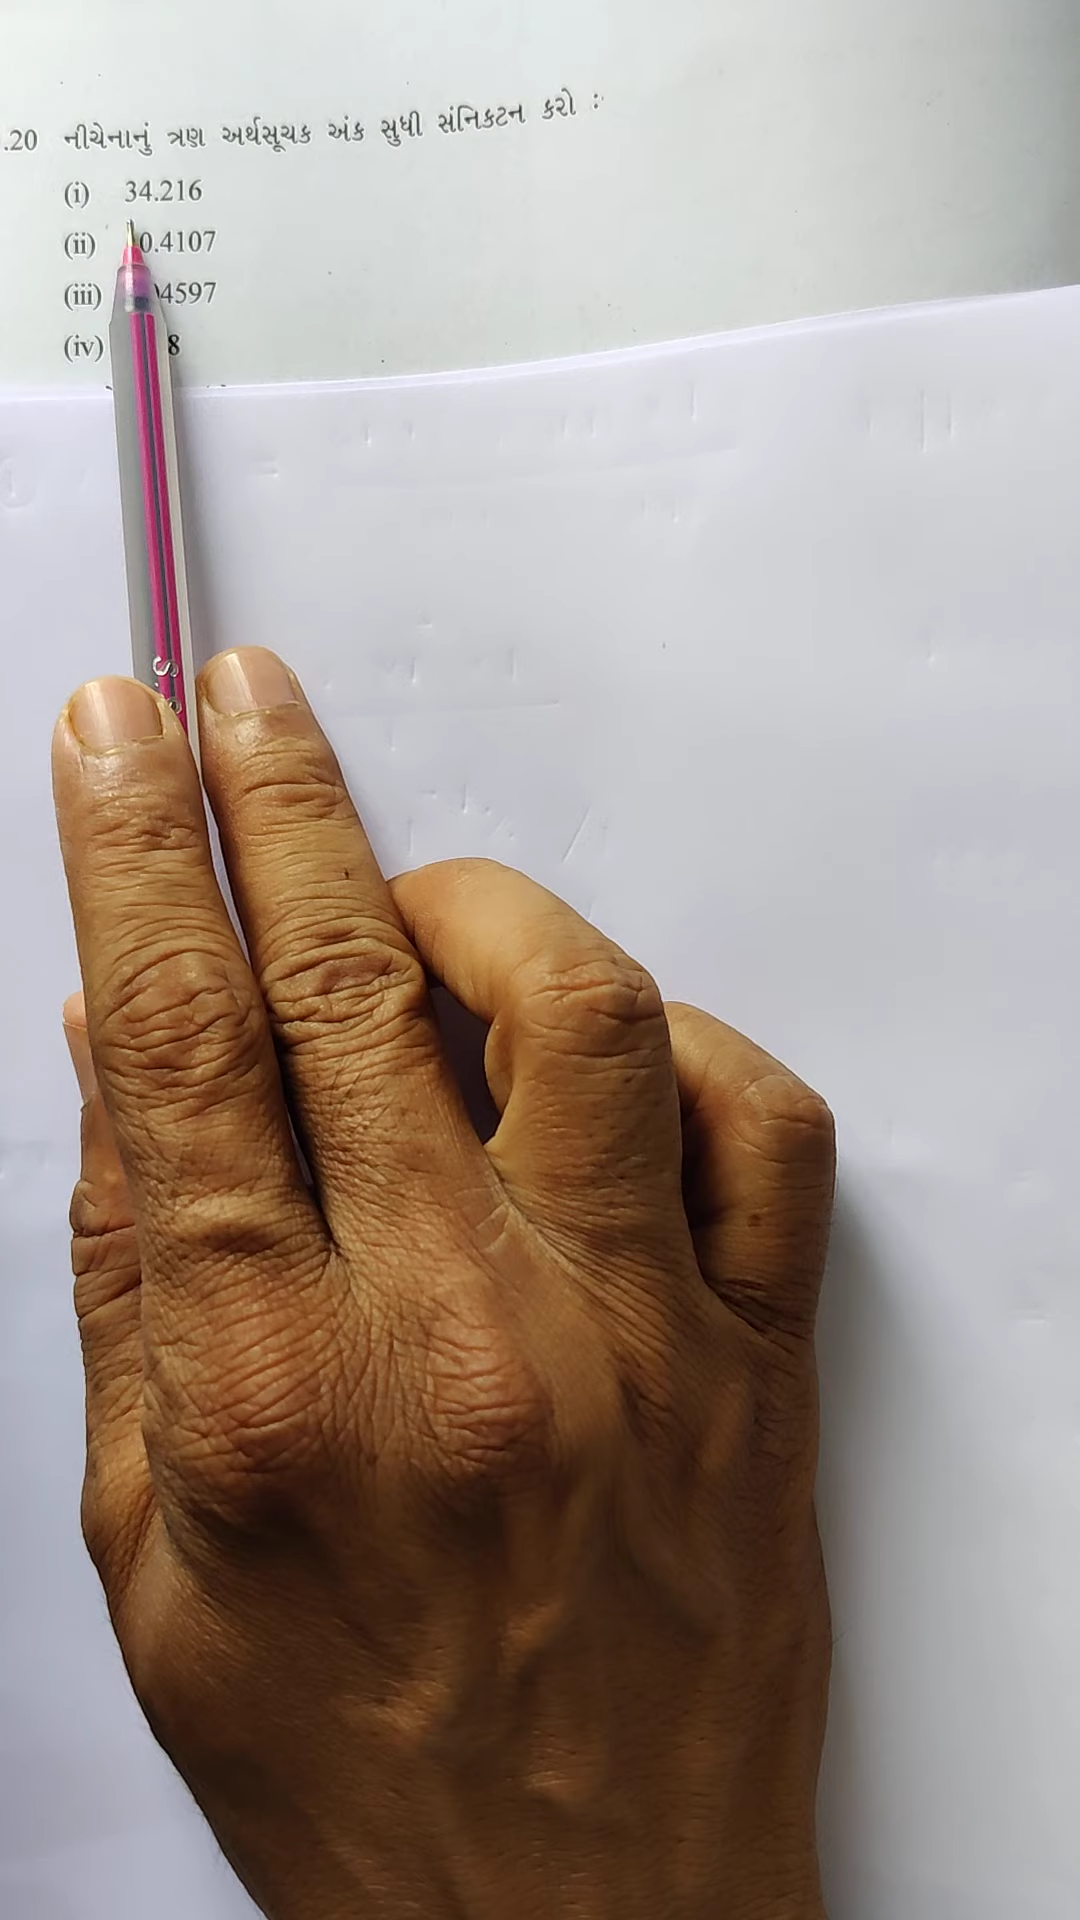 .20 નીચેનાનું ત્રણ અર્થસૂચક અંક સુધી સંનિકટન કરો :
(i) 34.216
(ii) 0.4107
(iii) 4597
(iv) 8